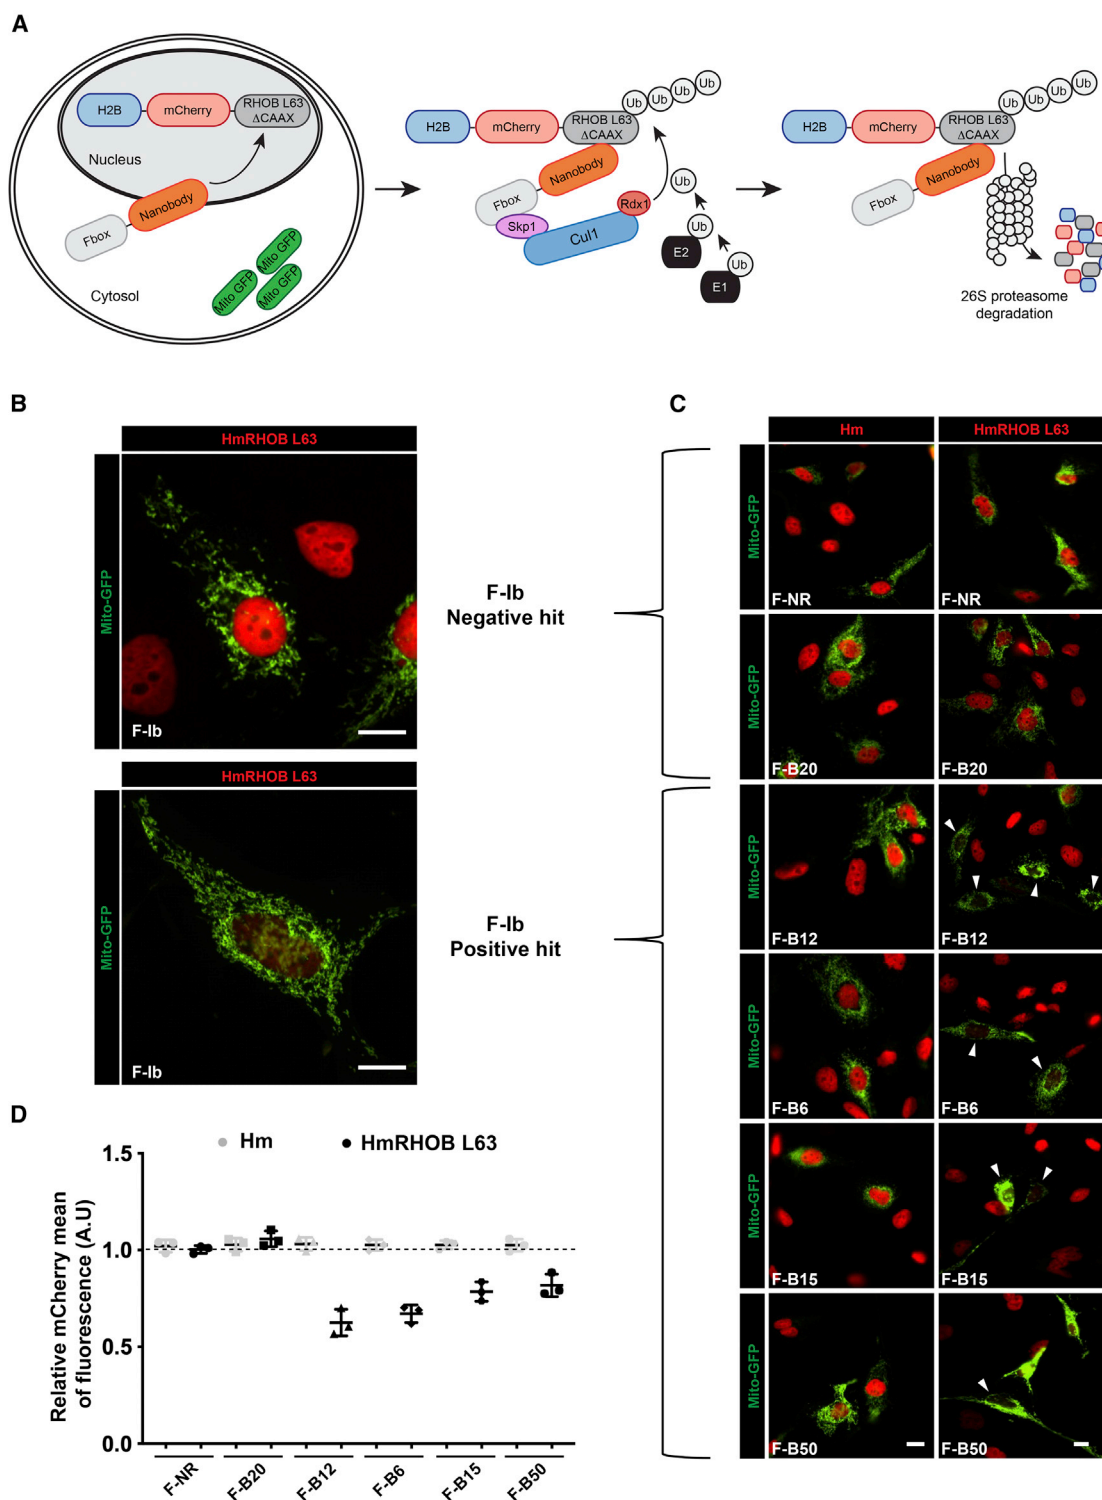 A
H2B
mCherry
RHOB L63
ΔCAAX
Nucleus
Nanobody
Fbox
Mito GFP
Mito GFP
Mito GFP
Cytosol
Ub
Ub
Ub
Ub
H2B
mCherry
RHOB L63
ΔCAAX
Nanobody
Fbox
Skp1
Cul1
Rdx1
Ub
Ub
E2
Ub
E1
Ub
Ub
Ub
Ub
H2B
mCherry
RHOB L63
ΔCAAX
Nanobody
Fbox
26S proteasome
degradation
B
HmRHOB L63
Mito-GFP
F-Ib
HmRHOB L63
Mito-GFP
F-Ib
F-Ib
Negative hit
F-Ib
Positive hit
C
Hm
HmRHOB L63
Mito-GFP
F-NR
F-NR
Mito-GFP
F-B20
F-B20
Mito-GFP
F-B12
F-B12
Mito-GFP
F-B6
F-B6
Mito-GFP
F-B15
F-B15
Mito-GFP
F-B50
F-B50
D
Hm
HmRHOB L63
Relative mCherry mean
of fluorescence (A.U)
1.5
1.0
0.5
0.0
F-NR
F-B20
F-B12
F-B6
F-B15
F-B50